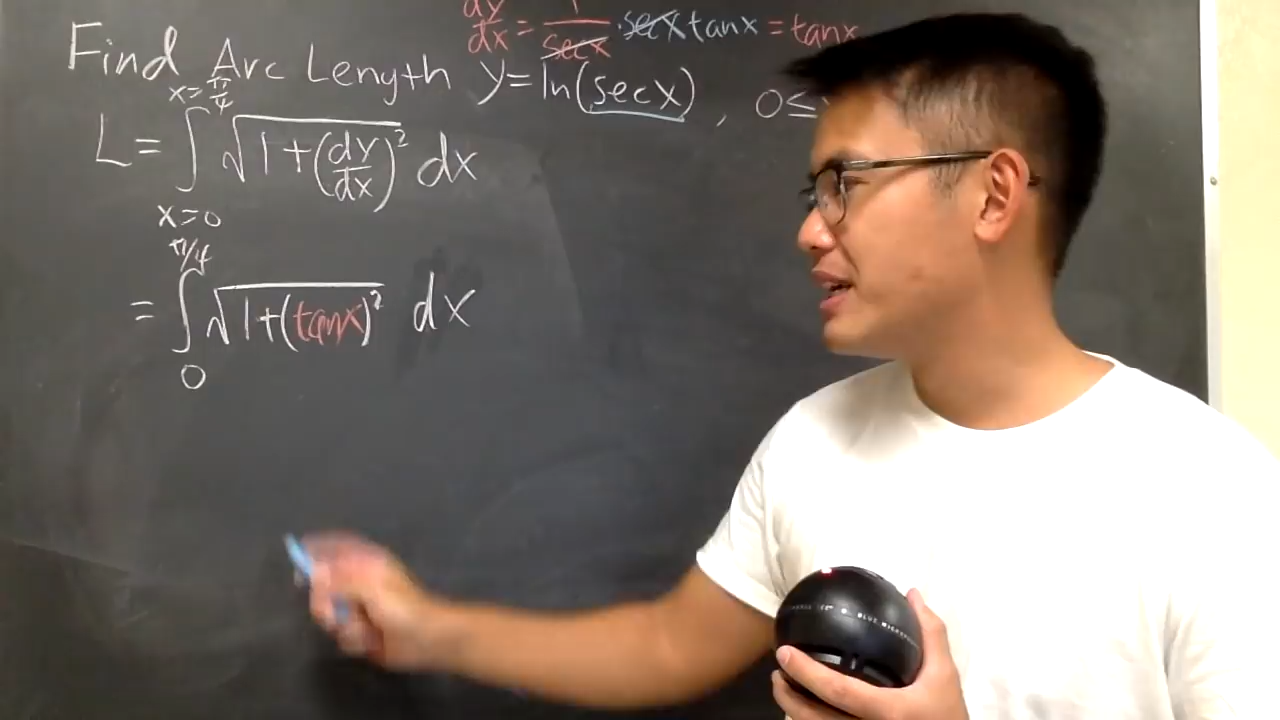 dy/dx = 1/secx · secx tanx = tanx
Find Arc Length y = ln(secx), 0 ≤
L = ∫_{x=0}^{x=π/4} √(1+(dy/dx)²) dx
= ∫_0^{π/4} √(1+(tanx)²) dx